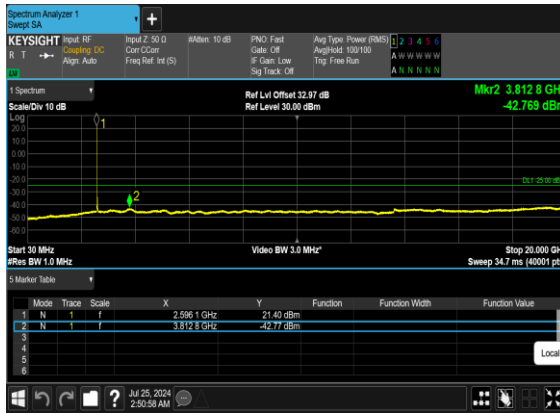 Spectrum Analyzer 1
Swept SA
KEYSIGHT
R T
Input: RF
Coupling: DC
Align: Auto
Input Z: 50 Ω
Corr CCorr
Freq Ref: Int (S)
#Atten: 10 dB
PNO: Fast
Gate: Off
IF Gain: Low
Sig Track: Off
Avg Type: Power (RMS)
Avg|Hold: 100/100
Trig: Free Run
1 2 3 4 5 6
A W W W W W
A N N N N N
1 Spectrum
Scale/Div 10 dB
Ref Lvl Offset 32.97 dB
Ref Level 30.00 dBm
Mkr2 3.812 8 GH
-42.769 dB
Log
20.0
10.0
0.00
-10.0
-20.0
-30.0
-40.0
-50.0
-60.0
1
2
DL1 -25.00 dB
Start 30 MHz
#Res BW 1.0 MHz
Video BW 3.0 MHz*
Stop 20.000 GH
Sweep 34.7 ms (40001 pt
5 Marker Table
Mode Trace Scale X Y Function Function Width Function Value
1 N 1 f 2.596 1 GHz 21.40 dBm
2 N 1 f 3.812 8 GHz -42.77 dBm
3
4
5
6
Local
?
Jul 25, 2024
2:50:58 AM